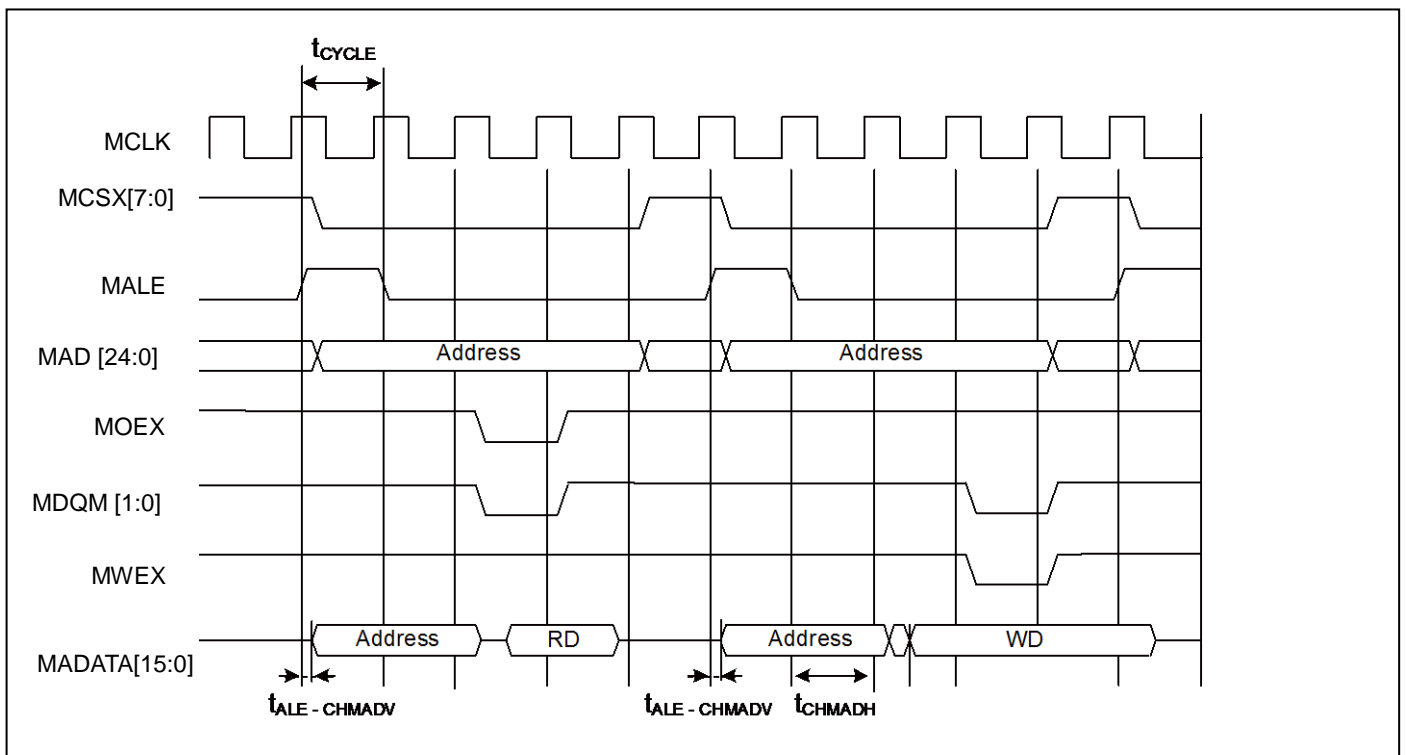 tCYCLE
MCLK
MCSX[7:0]
MALE
MAD [24:0] Address Address
MOEX
MDQM [1:0]
MWEX
MADATA[15:0] Address RD Address WD
tALE - CHMADV tALE - CHMADV tCHMADH